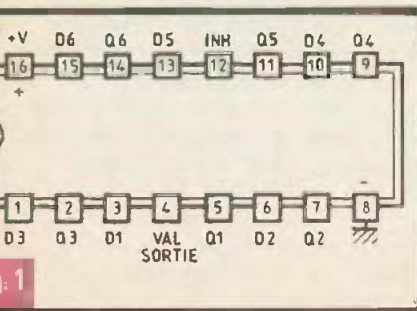 +V D6 Q6 D5 INH Q5 D4 Q4
16 15 14 13 12 11 10 9
+ -
1 2 3 4 5 6 7 8
D3 Q3 D1 VAL Q1 D2 Q2
SORTIE
1